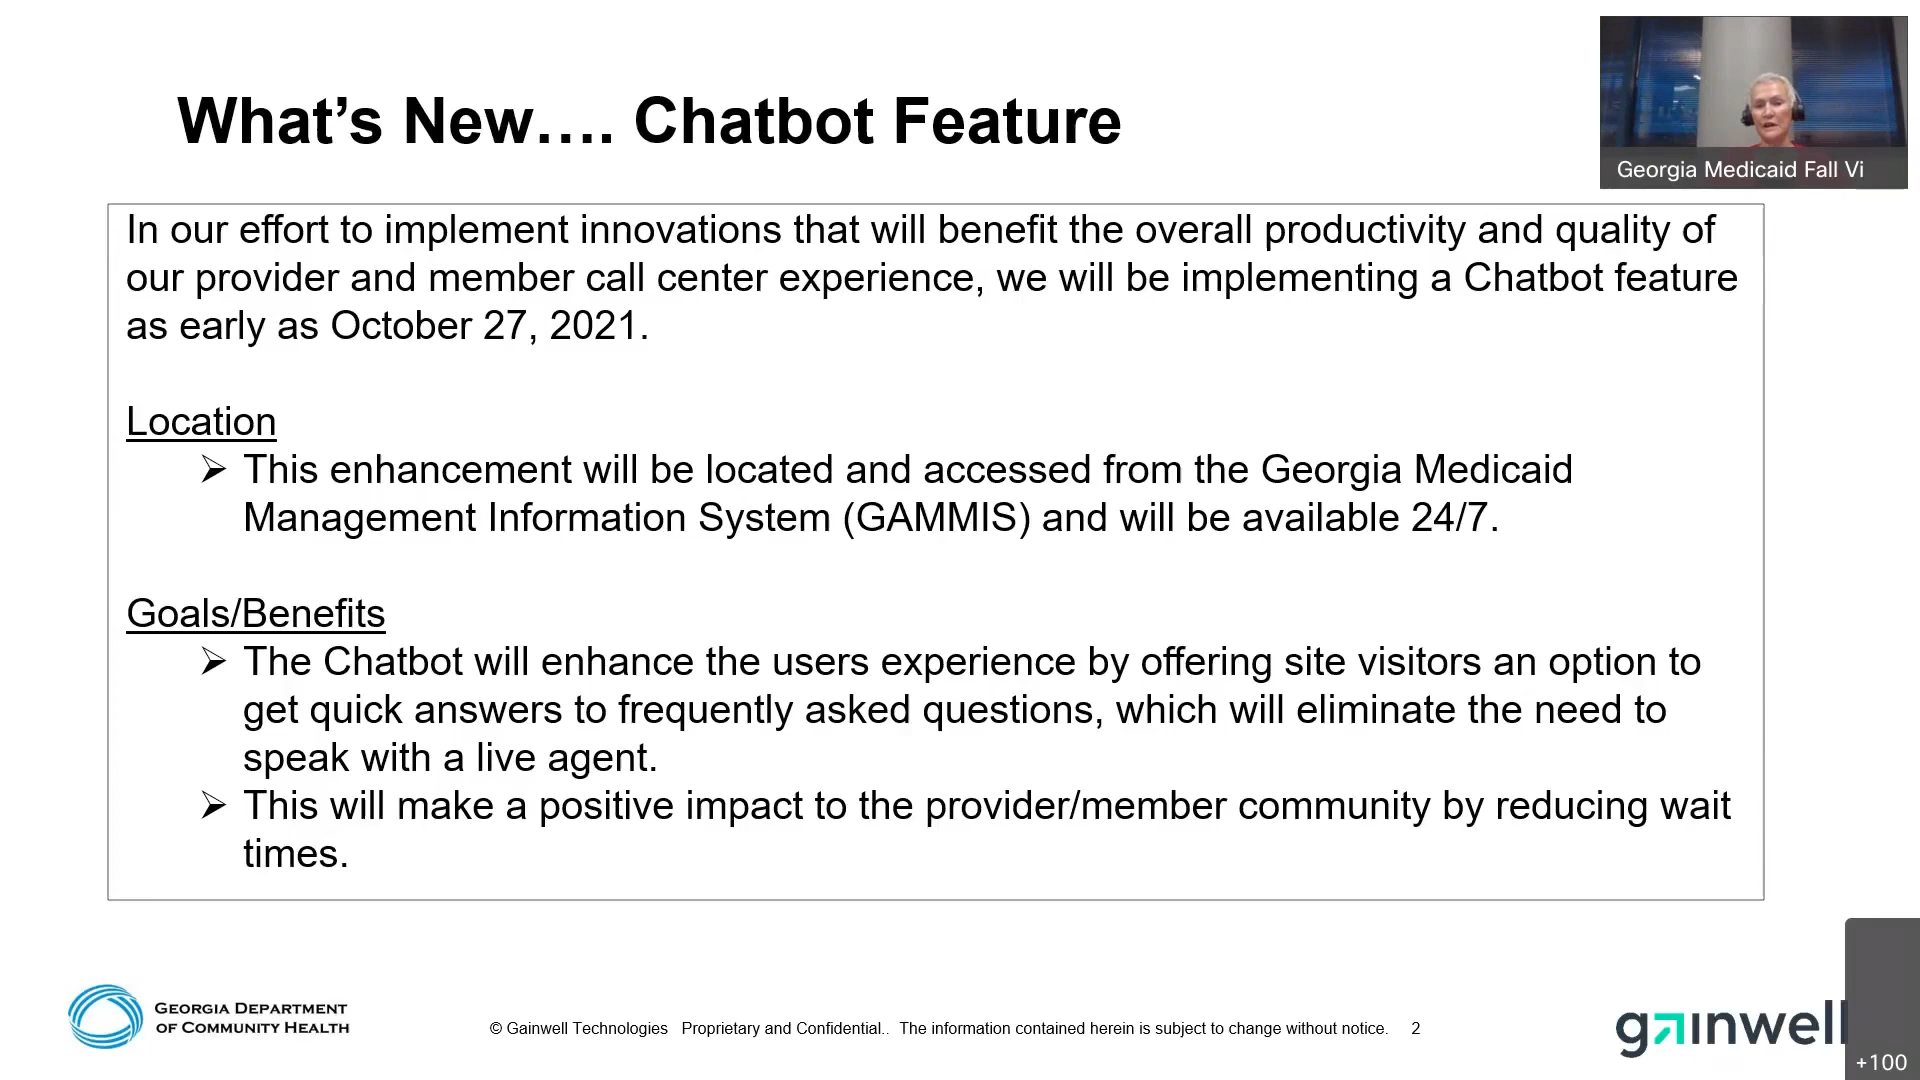 What’s New…. Chatbot Feature
Georgia Medicaid Fall Vi
In our effort to implement innovations that will benefit the overall productivity and quality of
our provider and member call center experience, we will be implementing a Chatbot feature
as early as October 27, 2021.
Location
➢ This enhancement will be located and accessed from the Georgia Medicaid
Management Information System (GAMMIS) and will be available 24/7.
Goals/Benefits
➢ The Chatbot will enhance the users experience by offering site visitors an option to
get quick answers to frequently asked questions, which will eliminate the need to
speak with a live agent.
➢ This will make a positive impact to the provider/member community by reducing wait
times.
GEORGIA DEPARTMENT
OF COMMUNITY HEALTH
© Gainwell Technologies Proprietary and Confidential.. The information contained herein is subject to change without notice. 2
gainwell
+100